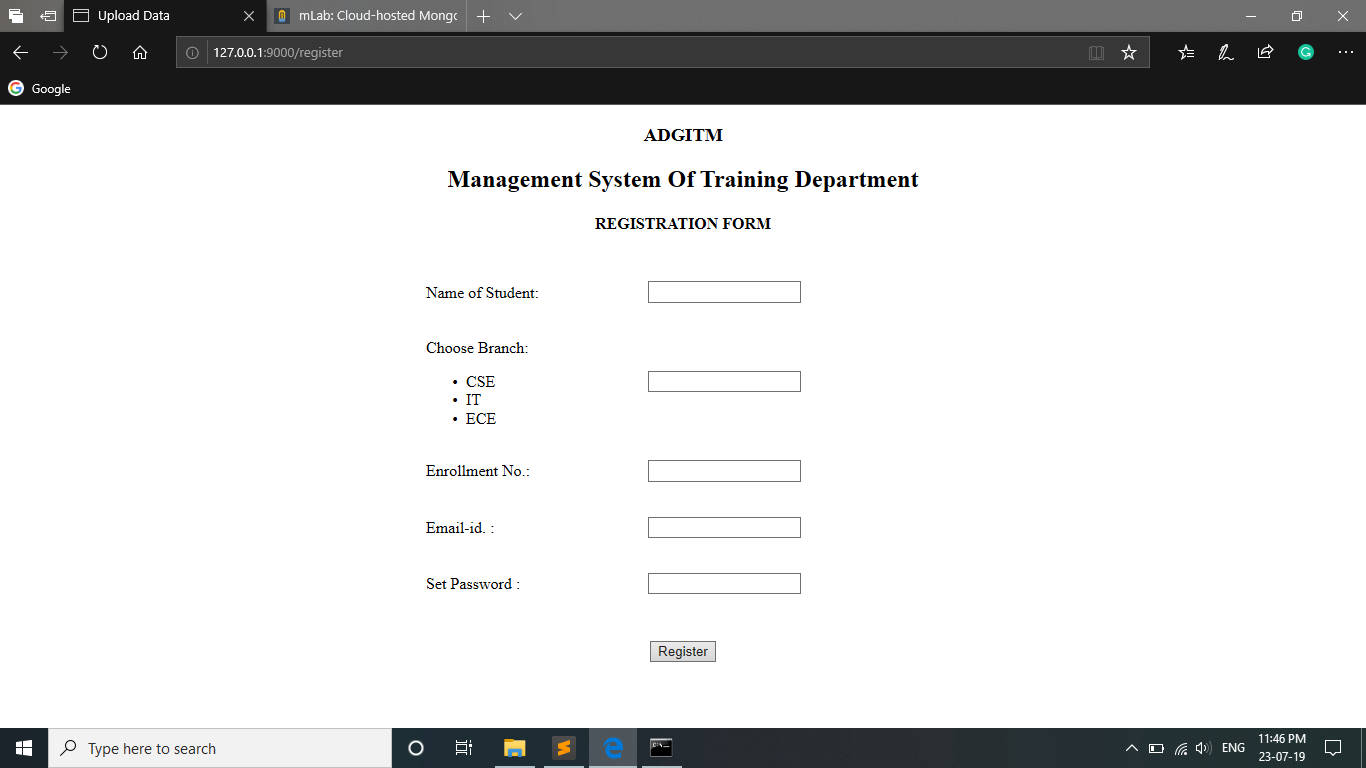 Upload Data
mLab: Cloud-hosted Mongo
127.0.0.1:9000/register
Google
ADGITM
Management System Of Training Department
REGISTRATION FORM
Name of Student:
Choose Branch:
• CSE
• IT
• ECE
Enrollment No.:
Email-id. :
Set Password :
Register
Type here to search
ENG
11:46 PM
23-07-19